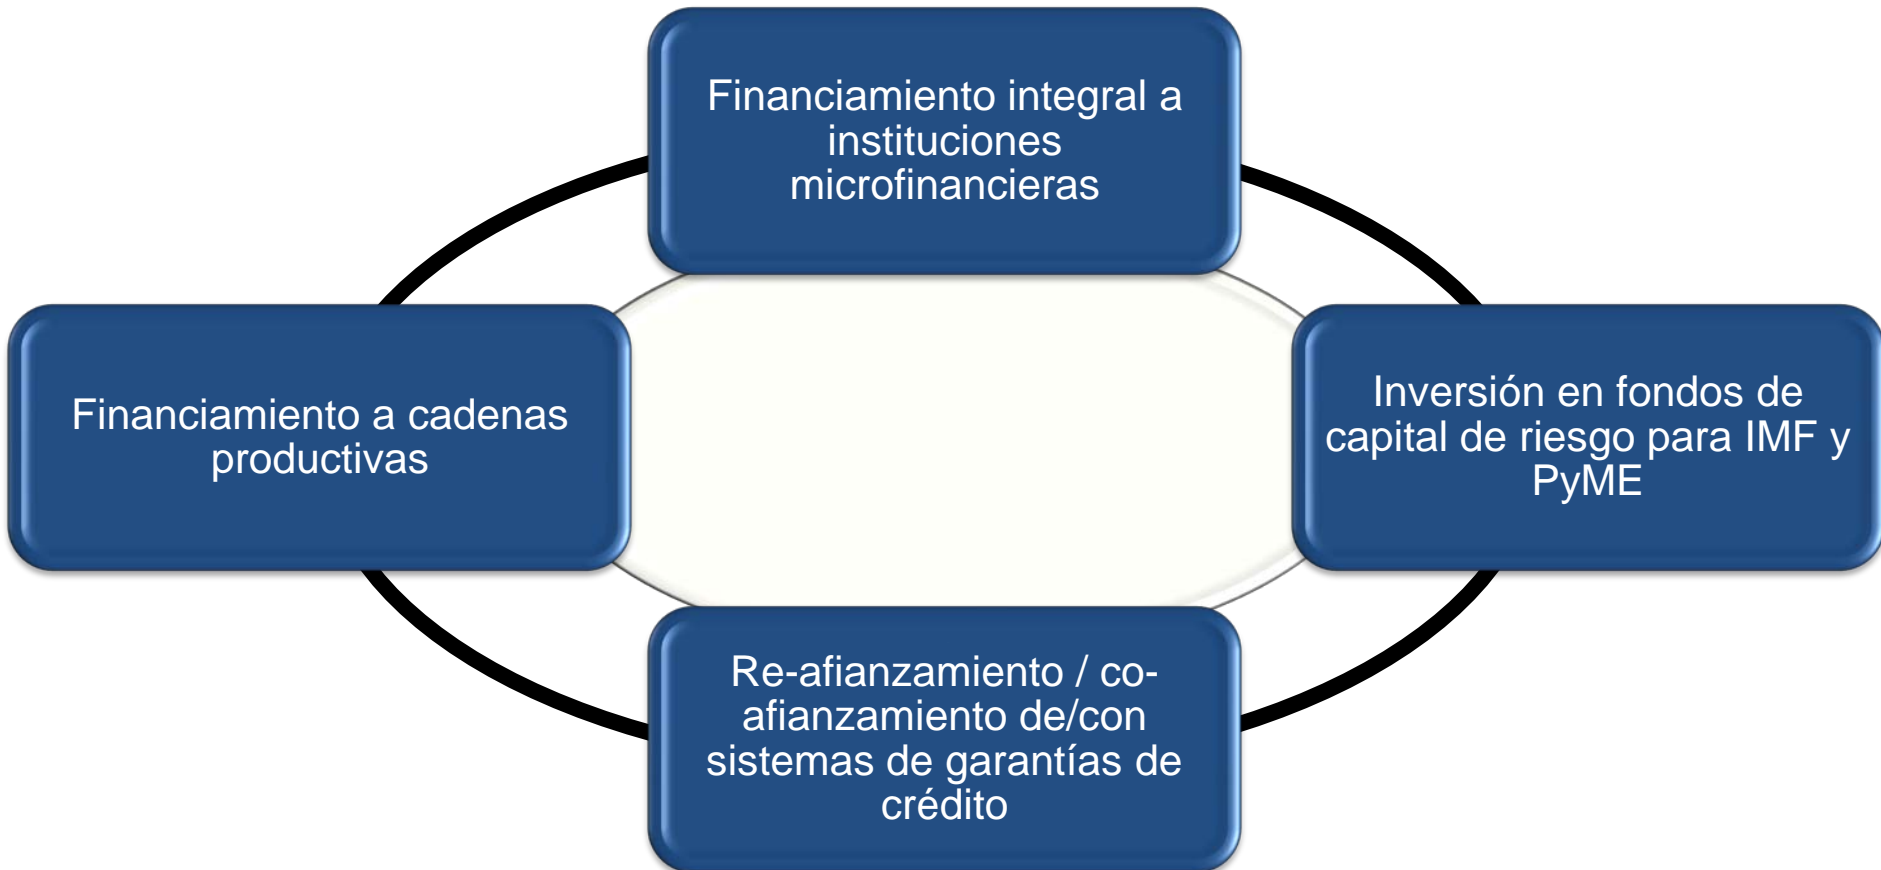 Financiamiento integral a
instituciones
microfinancieras
Financiamiento a cadenas
productivas
Inversión en fondos de
capital de riesgo para IMF y
PyME
Re-afianzamiento / co-
afianzamiento de/con
sistemas de garantías de
crédito